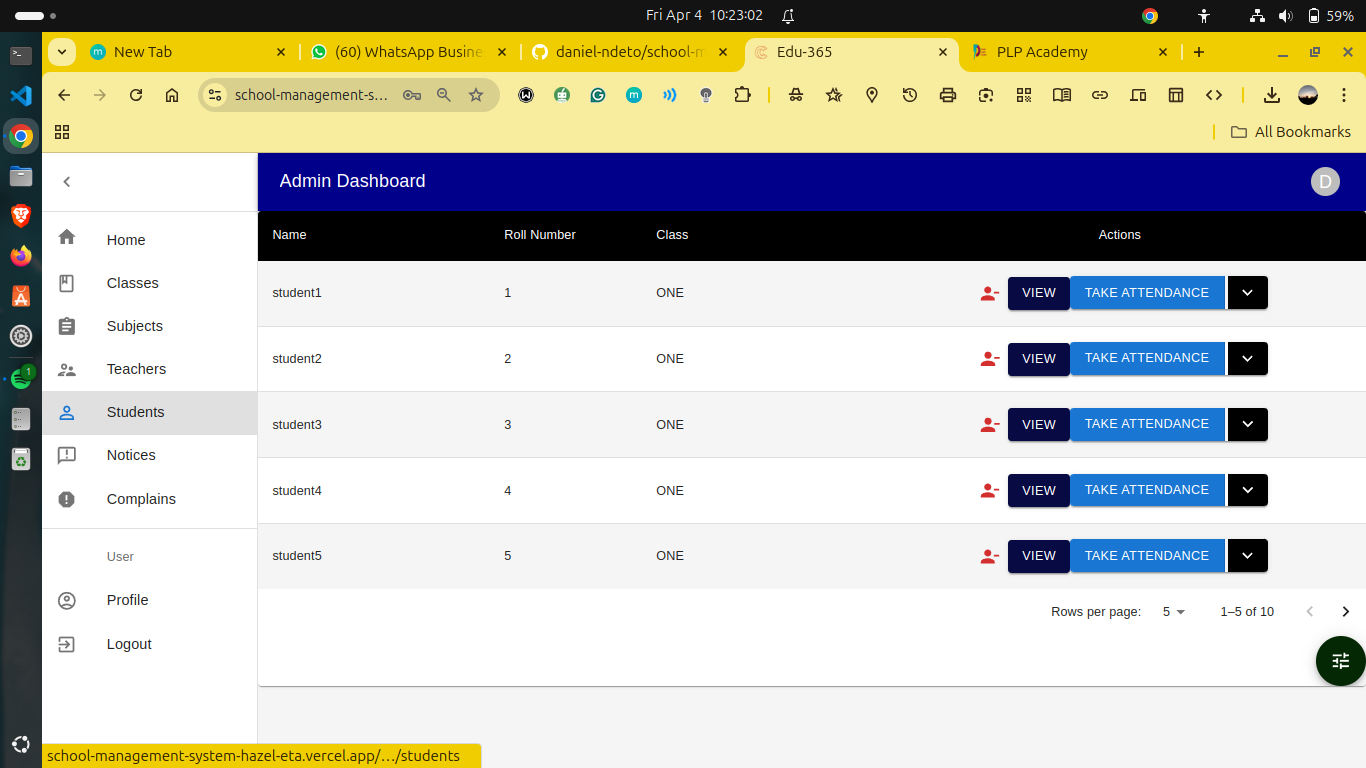 Fri Apr 4 10:23:02
59%
New Tab
(60) WhatsApp Busine
daniel-ndeto/school-m
Edu-365
PLP Academy
school-management-s...
All Bookmarks
Admin Dashboard
D
Home
Classes
Subjects
Teachers
Students
Notices
Complains
User
Profile
Logout
Name Roll Number Class Actions
student1 1 ONE VIEW TAKE ATTENDANCE
student2 2 ONE VIEW TAKE ATTENDANCE
student3 3 ONE VIEW TAKE ATTENDANCE
student4 4 ONE VIEW TAKE ATTENDANCE
student5 5 ONE VIEW TAKE ATTENDANCE
Rows per page: 5 1–5 of 10
1
school-management-system-hazel-eta.vercel.app/…/students